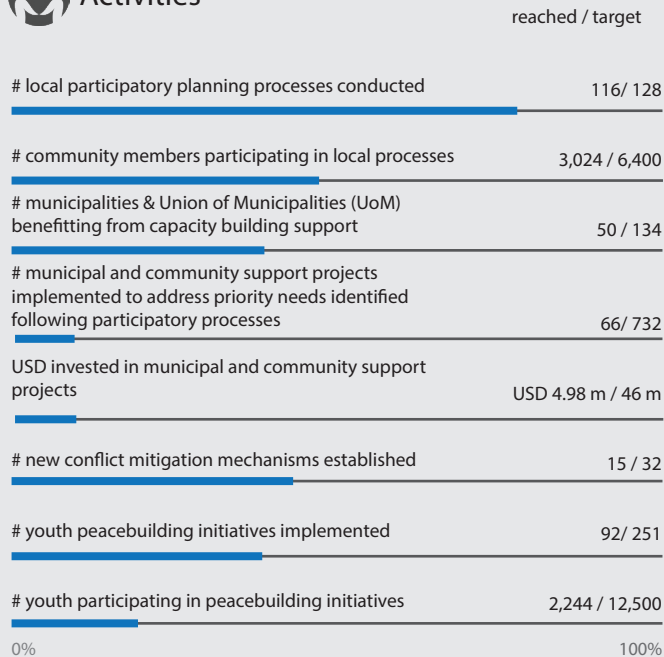 Activities
reached / target
# local participatory planning processes conducted 116/ 128
# community members participating in local processes 3,024 / 6,400
# municipalities & Union of Municipalities (UoM)
benefitting from capacity building support 50 / 134
# municipal and community support projects
implemented to address priority needs identified
following participatory processes 66/ 732
USD invested in municipal and community support
projects USD 4.98 m / 46 m
# new conflict mitigation mechanisms established 15 / 32
# youth peacebuilding initiatives implemented 92/ 251
# youth participating in peacebuilding initiatives 2,244 / 12,500
0% 100%